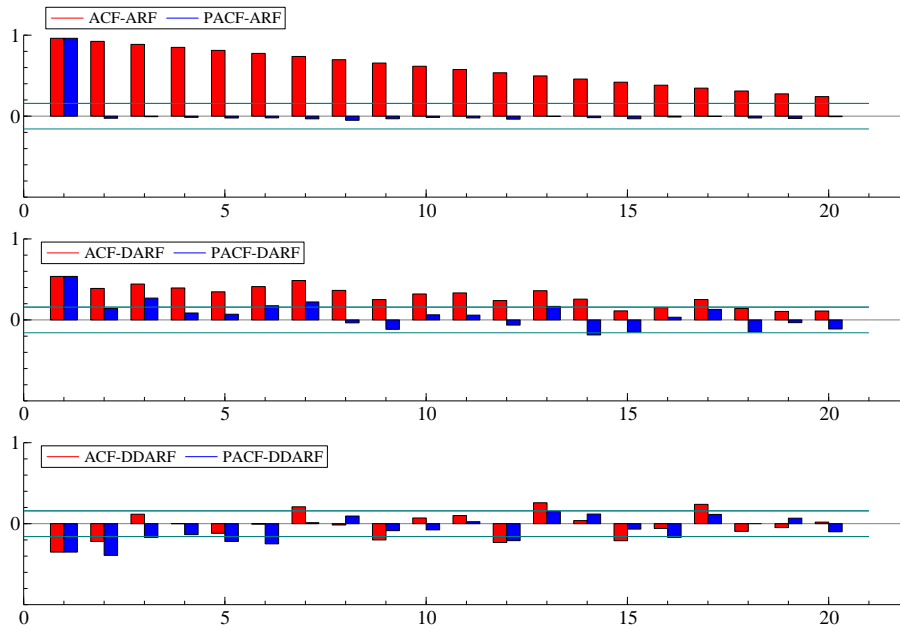 ACF-ARF PACF-ARF
1
0
0 5 10 15 20
ACF-DARF PACF-DARF
1
0
0 5 10 15 20
ACF-DDARF PACF-DDARF
1
0
0 5 10 15 20